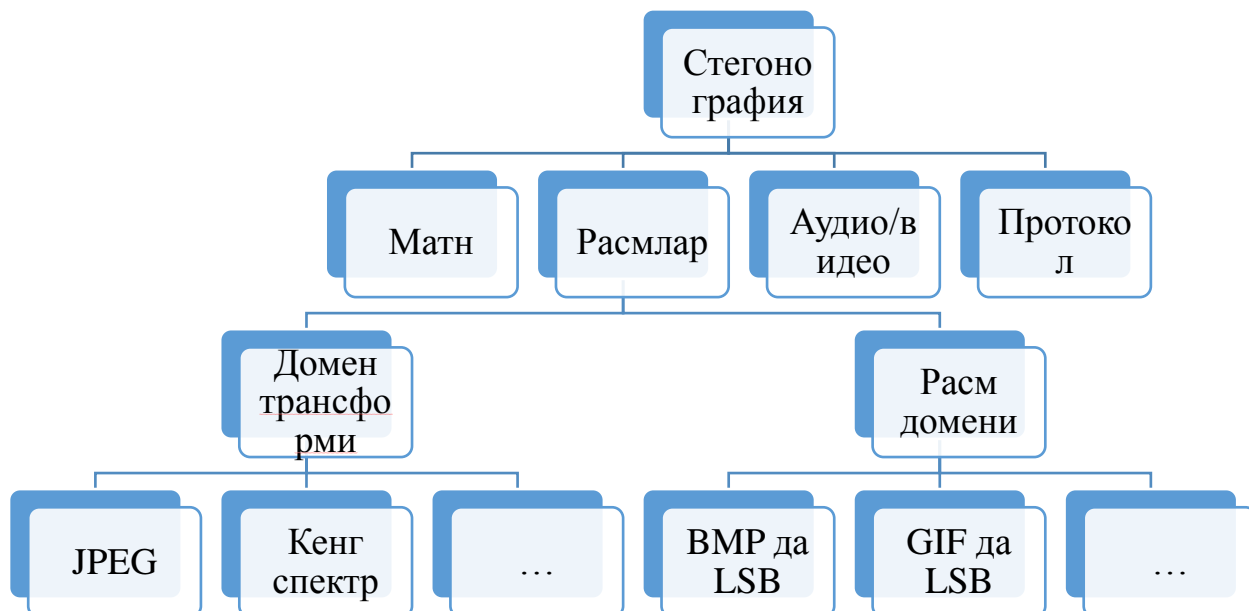 Стегоно
графия
Матн
Расмлар
Аудио/в
идео
Протоко
л
Домен
трансфо
рми
Расм
домени
JPEG
Кенг
спектр
…
BMP да
LSB
GIF да
LSB
…